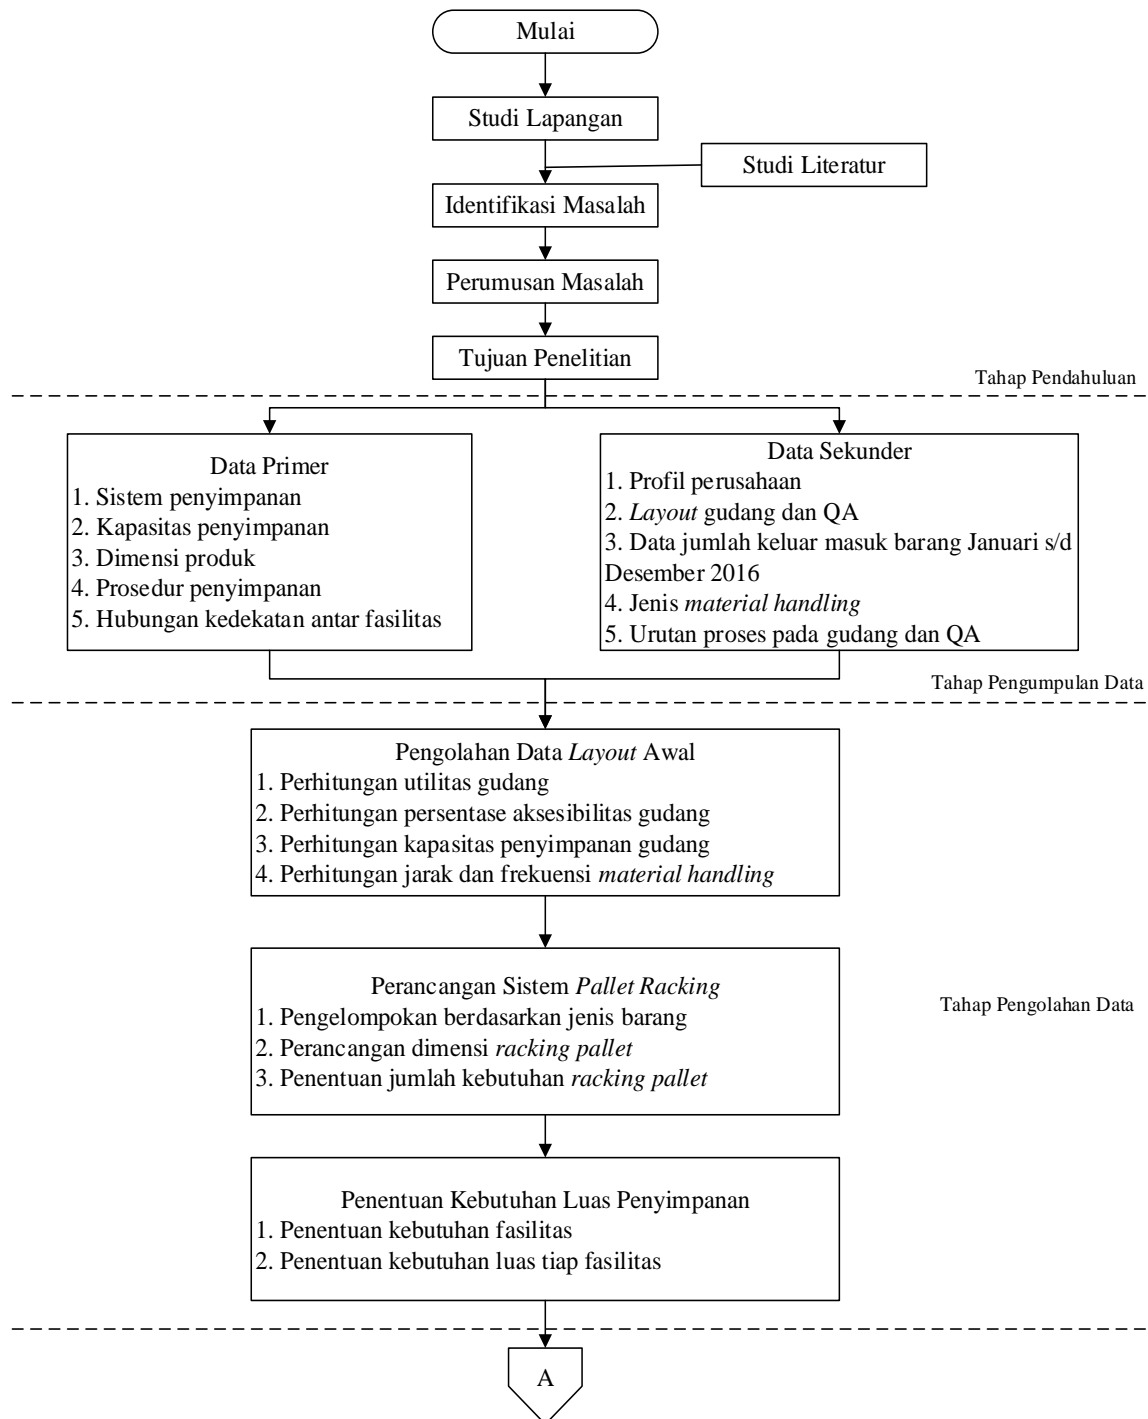 Mulai
Studi Lapangan
Studi Literatur
Identifikasi Masalah
Perumusan Masalah
Tujuan Penelitian
Tahap Pendahuluan
Data Primer
1. Sistem penyimpanan
2. Kapasitas penyimpanan
3. Dimensi produk
4. Prosedur penyimpanan
5. Hubungan kedekatan antar fasilitas
Data Sekunder
1. Profil perusahaan
2. Layout gudang dan QA
3. Data jumlah keluar masuk barang Januari s/d
Desember 2016
4. Jenis material handling
5. Urutan proses pada gudang dan QA
Tahap Pengumpulan Data
Pengolahan Data Layout Awal
1. Perhitungan utilitas gudang
2. Perhitungan persentase aksesibilitas gudang
3. Perhitungan kapasitas penyimpanan gudang
4. Perhitungan jarak dan frekuensi material handling
Perancangan Sistem Pallet Racking
1. Pengelompokan berdasarkan jenis barang
2. Perancangan dimensi racking pallet
3. Penentuan jumlah kebutuhan racking pallet
Tahap Pengolahan Data
Penentuan Kebutuhan Luas Penyimpanan
1. Penentuan kebutuhan fasilitas
2. Penentuan kebutuhan luas tiap fasilitas
A